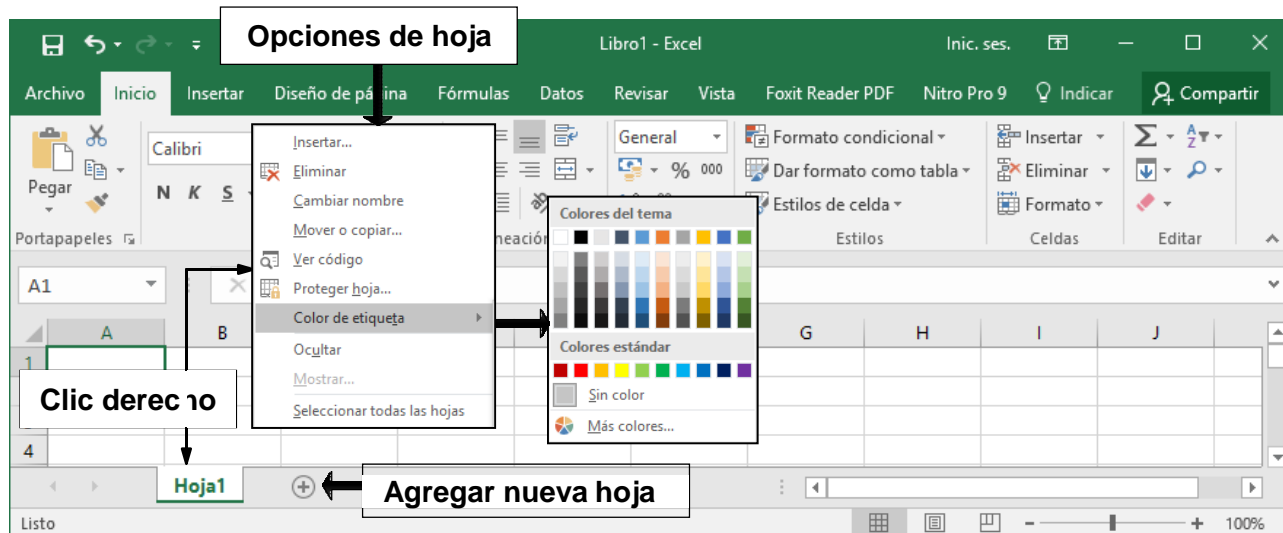 Opciones de hoja
Libro1 - Excel
Inic. ses.
Archivo Inicio Insertar Diseño de página Fórmulas Datos Revisar Vista Foxit Reader PDF Nitro Pro 9 Indicar Compartir
Pegar
Portapapeles
Calibri
N K S
Insertar...
Eliminar
Cambiar nombre
Mover o copiar...
Ver código
Proteger hoja...
Color de etiqueta
Ocultar
Mostrar...
Seleccionar todas las hojas
General
% 000
Colores del tema
Colores estándar
Sin color
Más colores...
Formato condicional
Dar formato como tabla
Estilos de celda
Estilos
Insertar
Eliminar
Formato
Celdas
Editar
A1
A B G H I J
1
Clic derecho
4
Hoja1
Agregar nueva hoja
Listo
100%